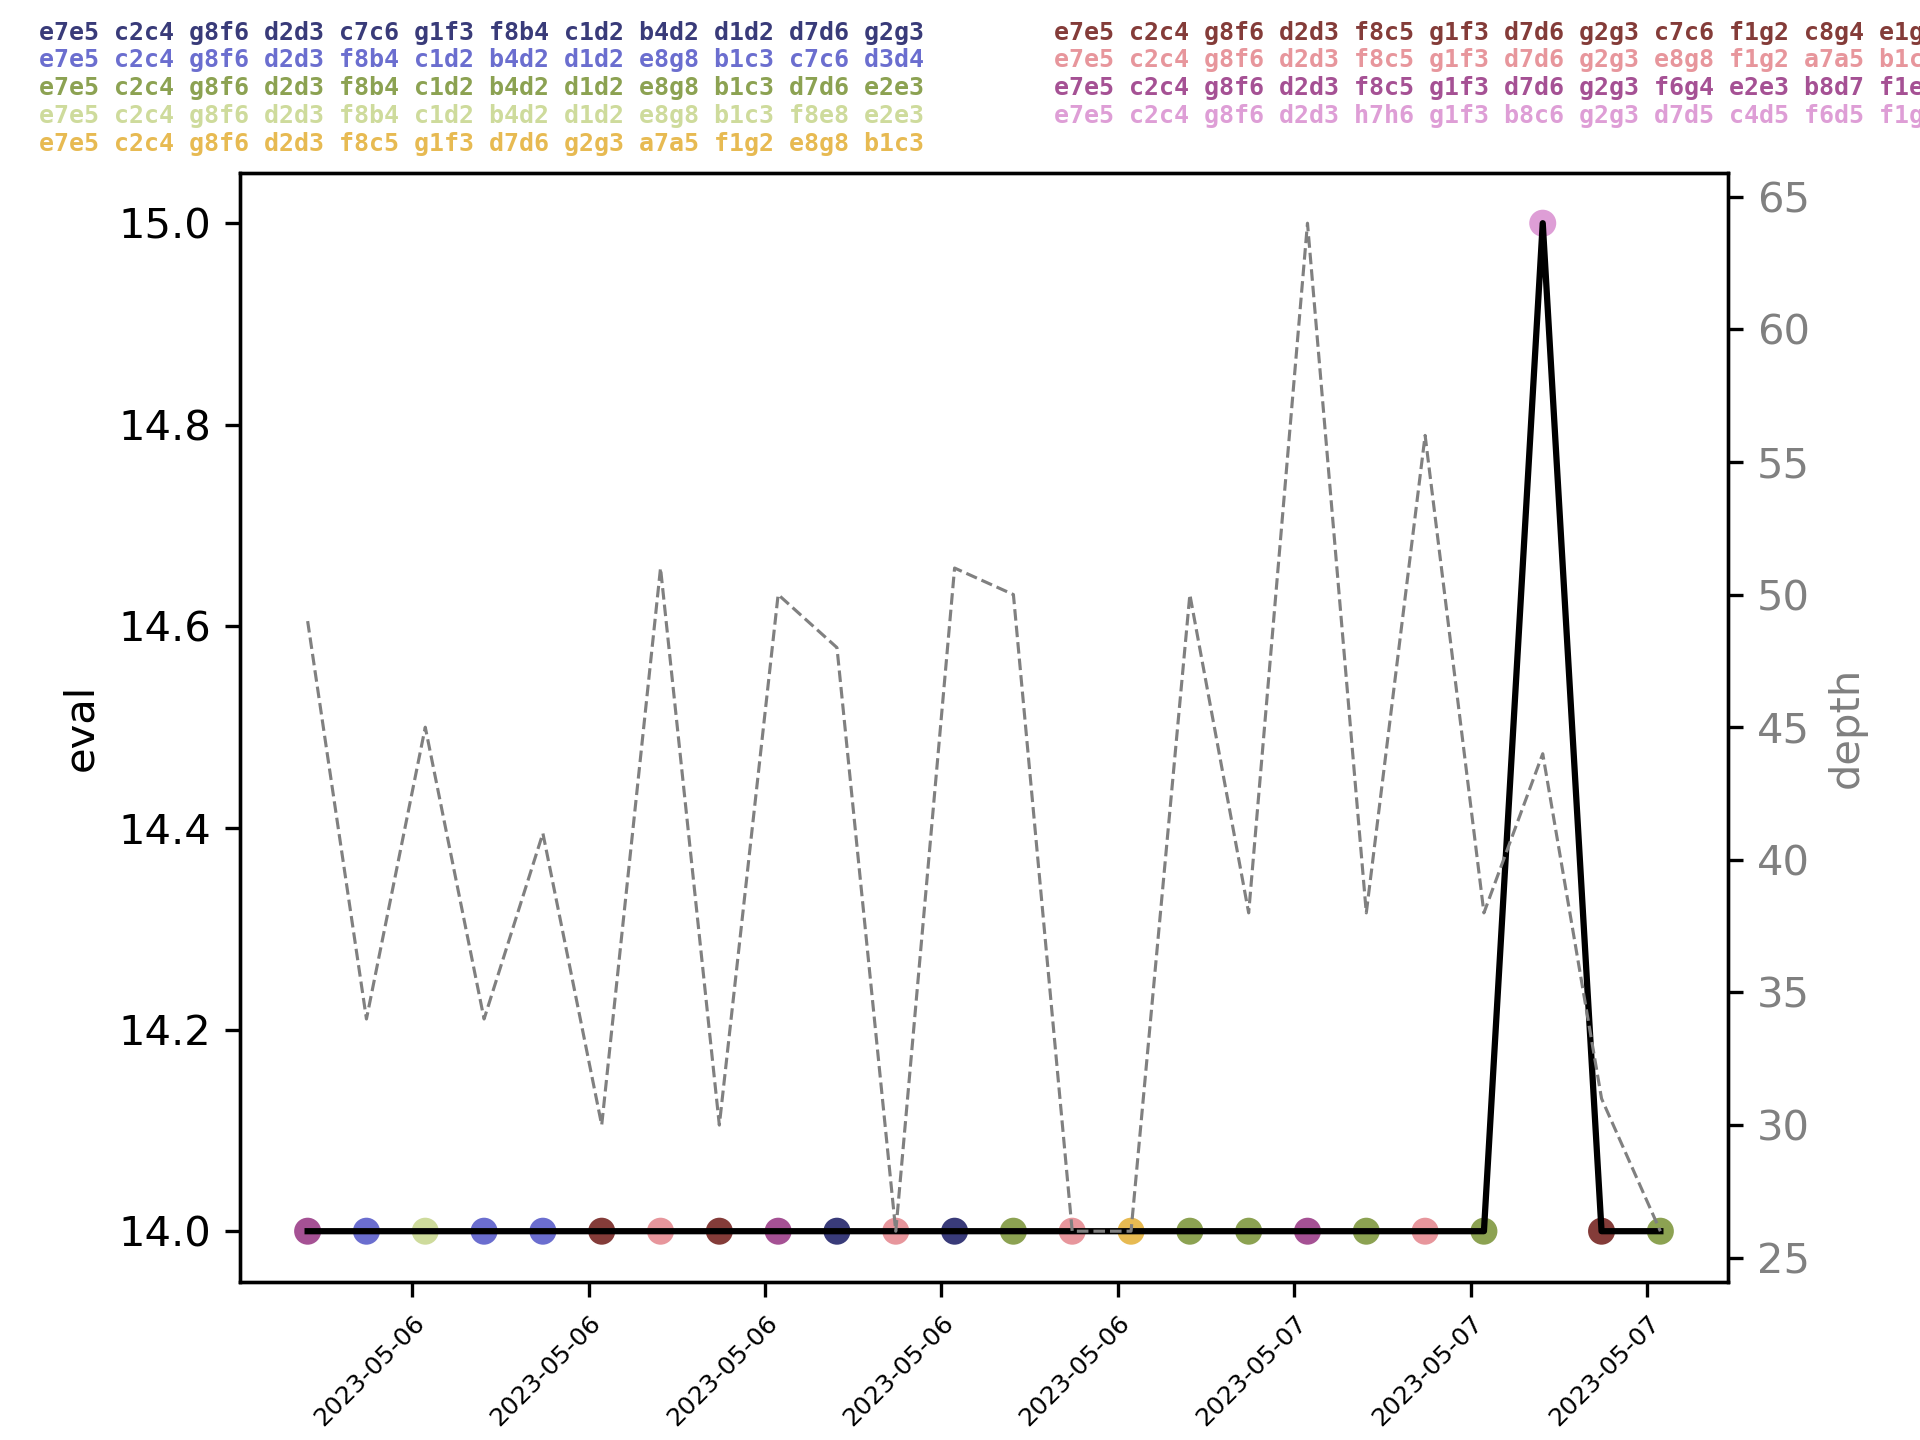 e7e5 c2c4 g8f6 d2d3 c7c6 g1f3 f8b4 c1d2 b4d2 d1d2 d7d6 g2g3
e7e5 c2c4 g8f6 d2d3 f8b4 c1d2 b4d2 d1d2 e8g8 b1c3 c7c6 d3d4
e7e5 c2c4 g8f6 d2d3 f8b4 c1d2 b4d2 d1d2 e8g8 b1c3 d7d6 e2e3
e7e5 c2c4 g8f6 d2d3 f8b4 c1d2 b4d2 d1d2 e8g8 b1c3 f8e8 e2e3
e7e5 c2c4 g8f6 d2d3 f8c5 g1f3 d7d6 g2g3 a7a5 f1g2 e8g8 b1c3
e7e5 c2c4 g8f6 d2d3 f8c5 g1f3 d7d6 g2g3 c7c6 f1g2 c8g4 e1g
e7e5 c2c4 g8f6 d2d3 f8c5 g1f3 d7d6 g2g3 e8g8 f1g2 a7a5 b1c
e7e5 c2c4 g8f6 d2d3 f8c5 g1f3 d7d6 g2g3 f6g4 e2e3 b8d7 f1e
e7e5 c2c4 g8f6 d2d3 h7h6 g1f3 b8c6 g2g3 d7d5 c4d5 f6d5 f1g
15.0
14.8
14.6
14.4
14.2
14.0
eval
65
60
55
50
45
40
35
30
25
depth
2023-05-06
2023-05-06
2023-05-06
2023-05-06
2023-05-06
2023-05-07
2023-05-07
2023-05-07